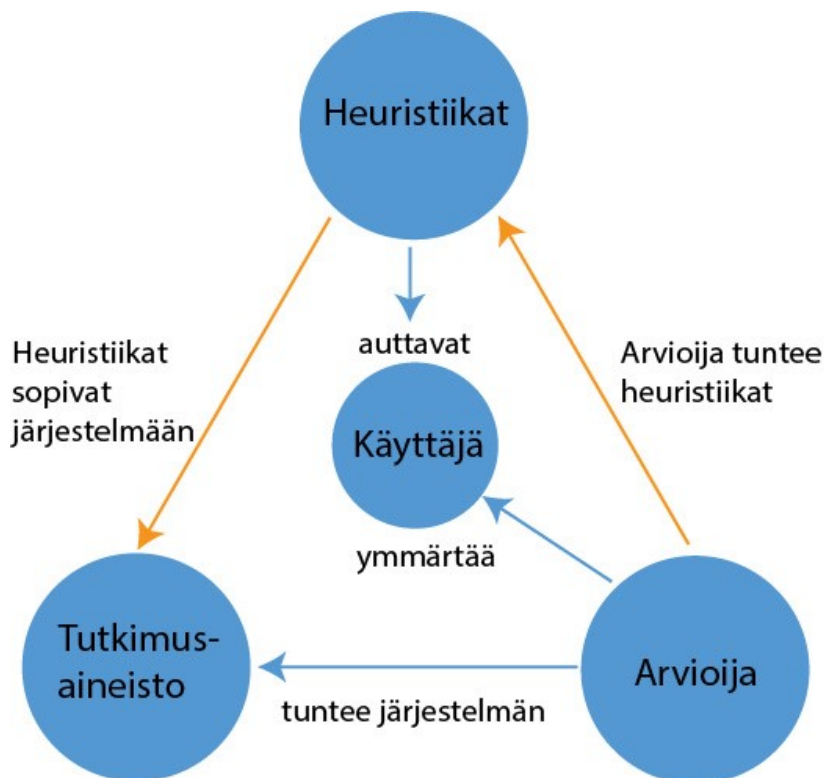 Heuristiikat
auttavat
Heuristiikat
sopivat
järjestelmään
Arvioija tuntee
heuristiikat
Käyttäjä
ymmärtää
Tutkimus-
aineisto
Arvioija
tuntee järjestelmän